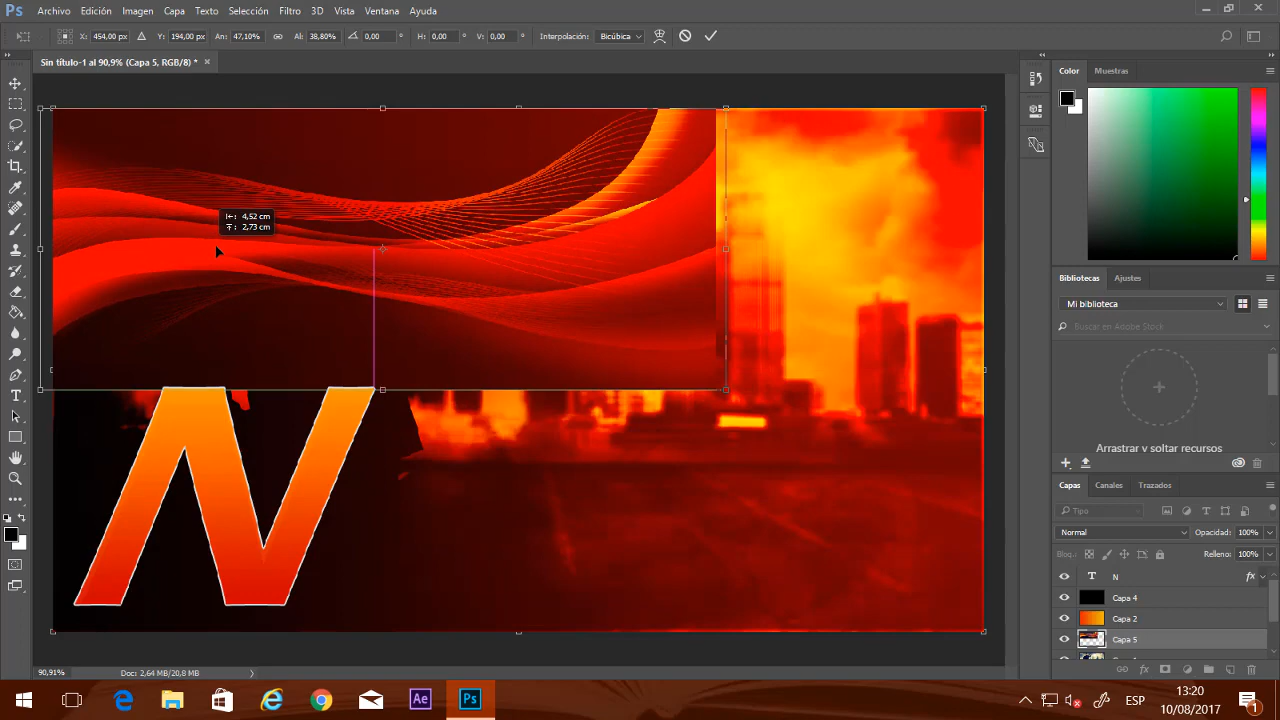 Ps Archivo Edición Imagen Capa Texto Selección Filtro 3D Vista Ventana Ayuda
X: 454,00 px Y: 194,00 px An: 47,10% Al: 38,80% 0,00 ° H: 0,00 ° V: 0,00 ° Interpolación: Bicúbica
Sin título-1 al 90,9% (Capa 5, RGB/8) * ×
Color Muestras
4,52 cm
2,73 cm
Bibliotecas Ajustes
Mi biblioteca
Buscar en Adobe Stock
Arrastrar y soltar recursos
Capas Canales Trazados
Tipo
Normal Opacidad: 100%
Bloq.: Relleno: 100%
T N fx
Capa 4
Capa 2
Capa 5
N
90,91% Doc: 2,64 MB/20,8 MB
Ae Ps ESP 13:20
10/08/2017 1